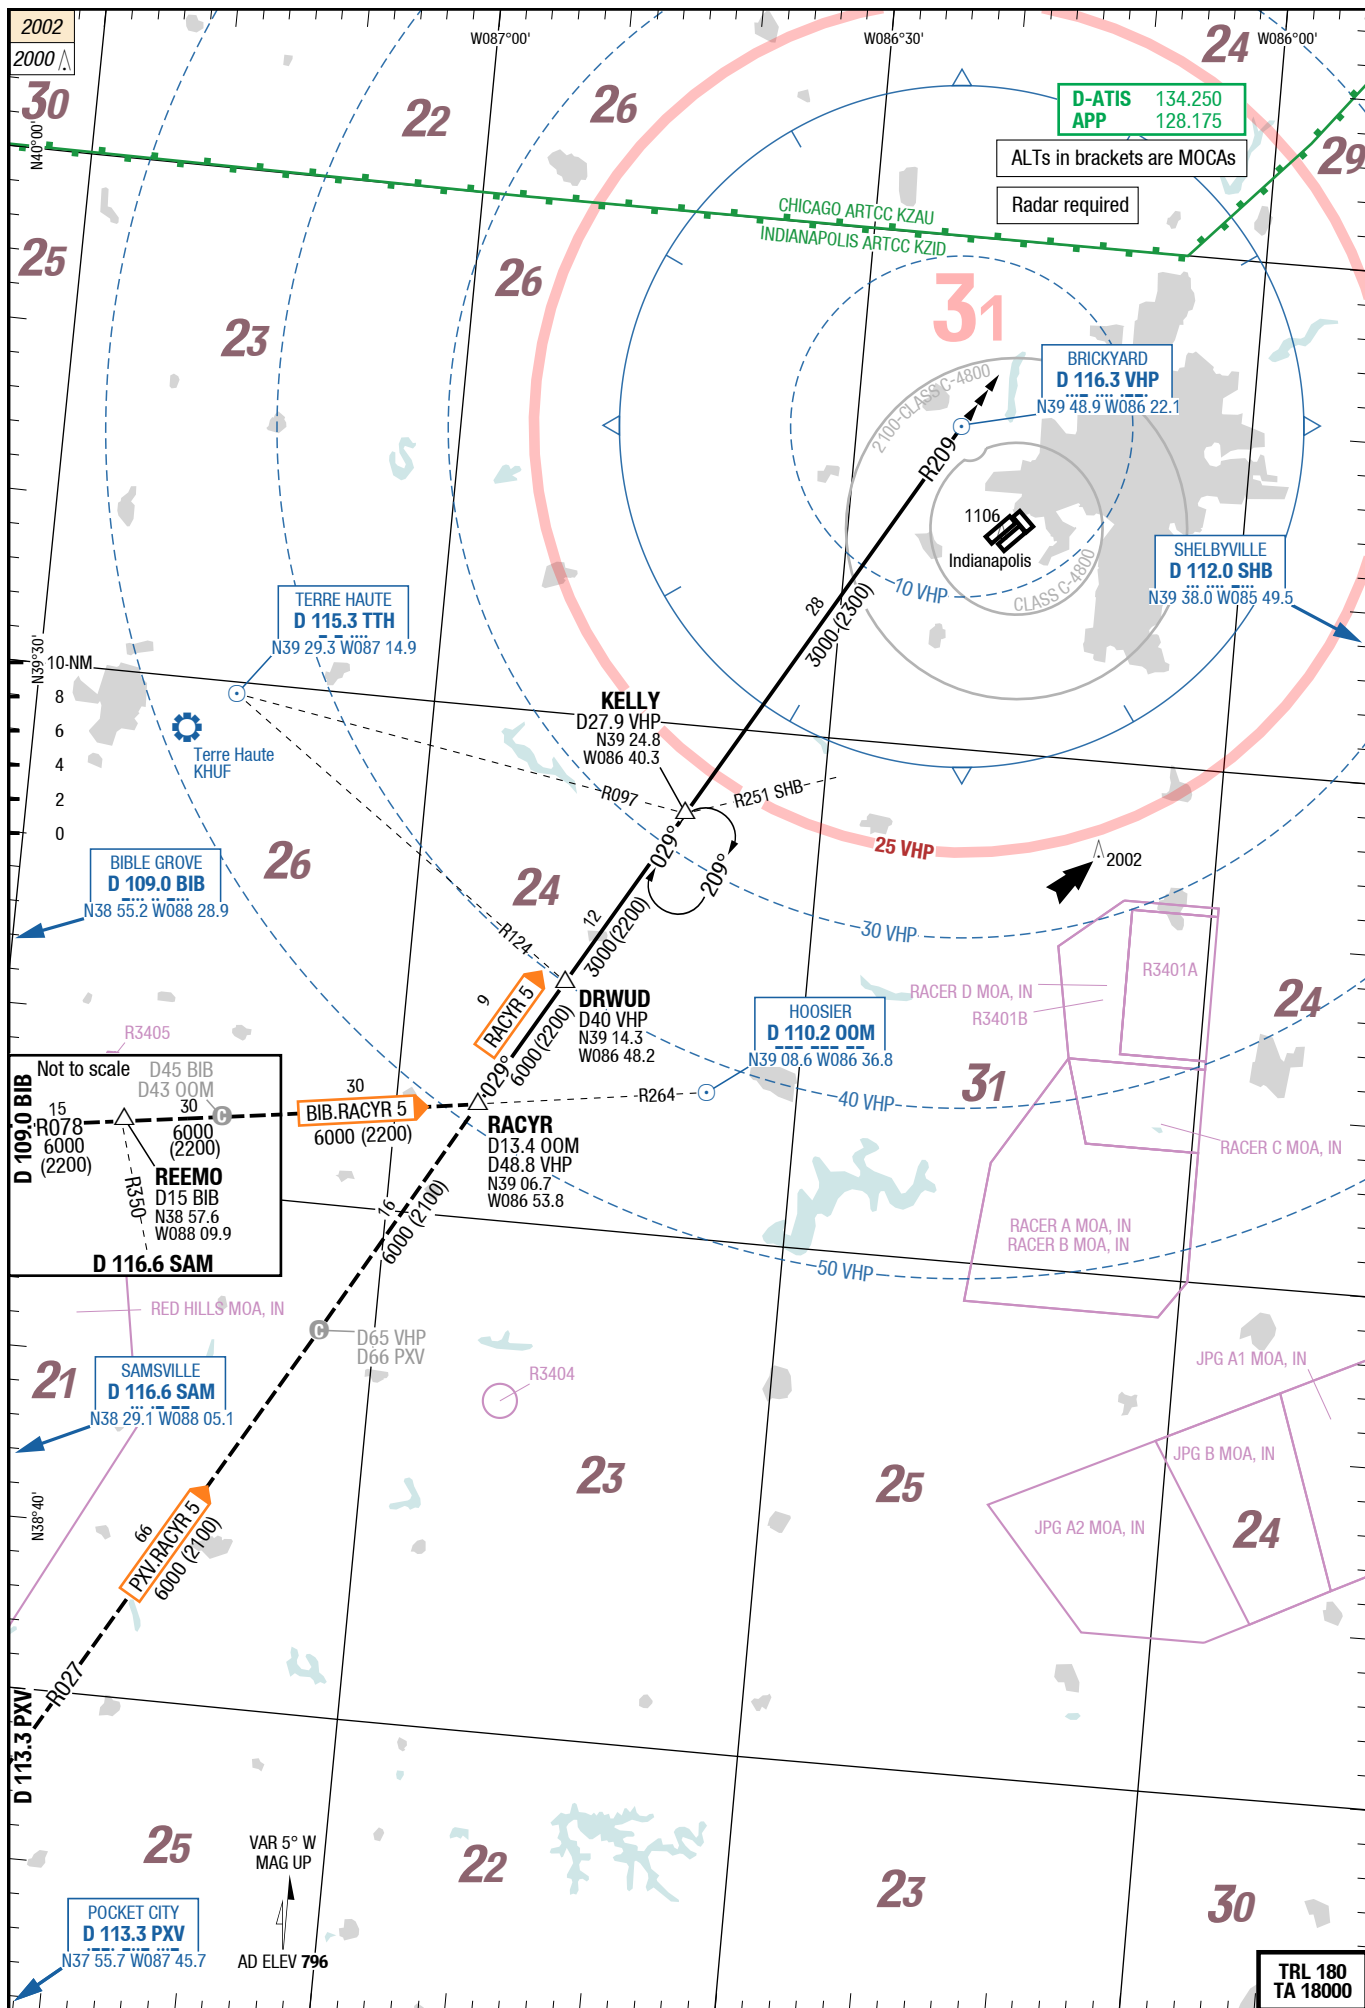 2002
2000
W087°00'
W086°30'
W086°00'
30
22
26
24
D-ATIS 134.250
APP 128.175
ALTs in brackets are MOCAs
29
Radar required
N40°00'
CHICAGO ARTCC KZAU
INDIANAPOLIS ARTCC KZID
25
26
31
23
BRICKYARD
D 116.3 VHP
N39 48.9 W086 22.1
2100-CLASS C-4800
R209
1106
Indianapolis
CLASS C-4800
10 VHP
SHELBYVILLE
D 112.0 SHB
N39 38.0 W085 49.5
TERRE HAUTE
D 115.3 TTH
N39 29.3 W087 14.9
28
3000 (2300)
N39°30'
10 NM
8
6
4
2
0
Terre Haute
KHUF
KELLY
D27.9 VHP
N39 24.8
W086 40.3
R097
R251 SHB
25 VHP
2002
029°
209°
BIBLE GROVE
D 109.0 BIB
N38 55.2 W088 28.9
26
24
R124
12
3000 (2200)
30 VHP
R3401A
RACER D MOA, IN
R3401B
24
DRWUD
D40 VHP
N39 14.3
W086 48.2
9
RACYR 5
6000 (2200)
029°
HOOSIER
D 110.2 OOM
N39 08.6 W086 36.8
R3405
Not to scale
D45 BIB
D43 OOM
D 109.0 BIB
15
R078
6000
(2200)
30
6000
(2200)
C
30
BIB.RACYR 5
6000 (2200)
R264
31
40 VHP
RACYR
D13.4 OOM
D48.8 VHP
N39 06.7
W086 53.8
RACER C MOA, IN
REEMO
D15 BIB
N38 57.6
W088 09.9
R350
D 116.6 SAM
16
6000 (2100)
RACER A MOA, IN
RACER B MOA, IN
50 VHP
RED HILLS MOA, IN
C
D65 VHP
D66 PXV
21
SAMSVILLE
D 116.6 SAM
N38 29.1 W088 05.1
R3404
JPG A1 MOA, IN
JPG B MOA, IN
23
25
24
JPG A2 MOA, IN
N38°40'
66
PXV.RACYR 5
6000 (2100)
R027
D 113.3 PXV
25
VAR 5° W
MAG UP
22
23
30
POCKET CITY
D 113.3 PXV
N37 55.7 W087 45.7
AD ELEV 796
TRL 180
TA 18000